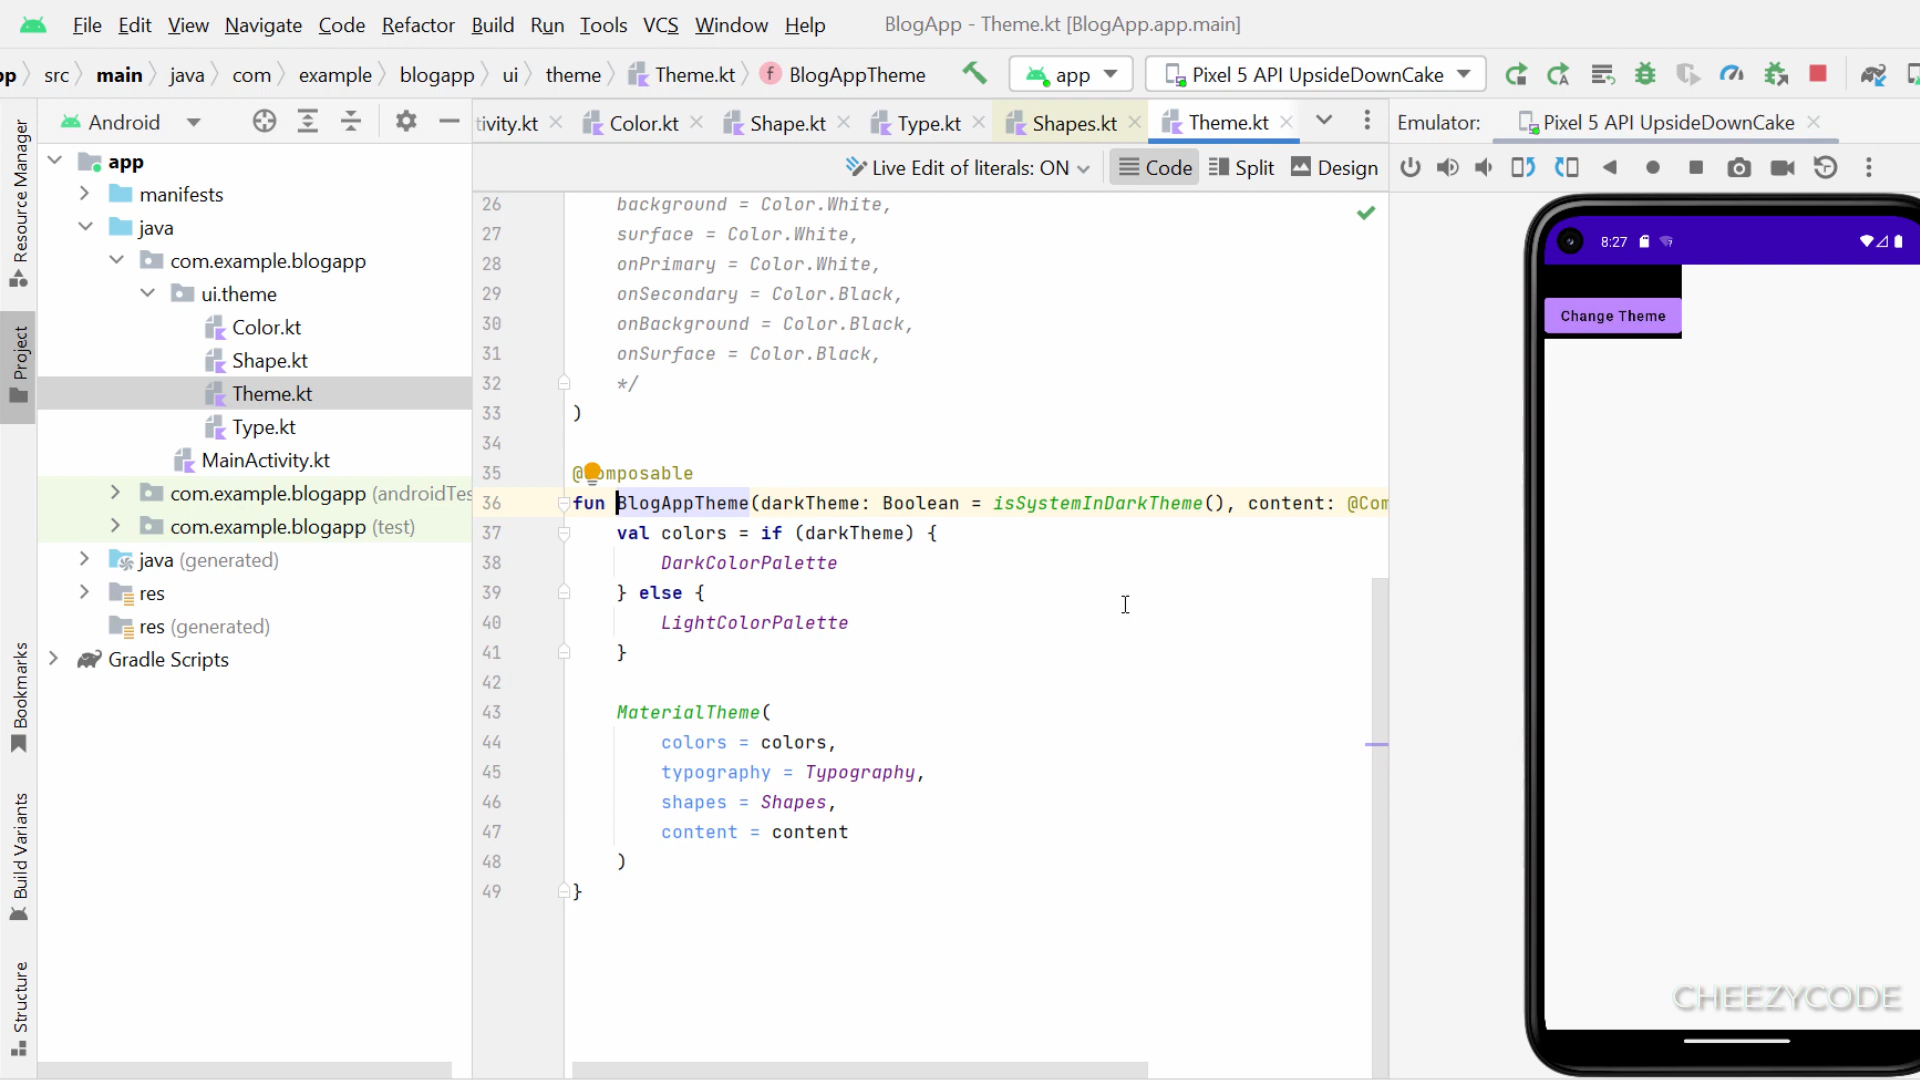 File Edit View Navigate Code Refactor Build Run Tools VCS Window Help BlogApp - Theme.kt [BlogApp.app.main]
src main java com example blogapp ui theme Theme.kt BlogAppTheme app Pixel 5 API UpsideDownCake
Android tivity.kt Color.kt Shape.kt Type.kt Shapes.kt Theme.kt Emulator: Pixel 5 API UpsideDownCake
Live Edit of literals: ON Code Split Design
Resource Manager
Project
Bookmarks
Build Variants
Structure
app
manifests
java
com.example.blogapp
ui.theme
Color.kt
Shape.kt
Theme.kt
Type.kt
MainActivity.kt
com.example.blogapp (androidTes
com.example.blogapp (test)
java (generated)
res
res (generated)
Gradle Scripts
26 background = Color.White,
27 surface = Color.White,
28 onPrimary = Color.White,
29 onSecondary = Color.Black,
30 onBackground = Color.Black,
31 onSurface = Color.Black,
32 */
33 )
34
35 @Composable
36 fun BlogAppTheme(darkTheme: Boolean = isSystemInDarkTheme(), content: @Com
37 val colors = if (darkTheme) {
38 DarkColorPalette
39 } else {
40 LightColorPalette
41 }
42
43 MaterialTheme(
44 colors = colors,
45 typography = Typography,
46 shapes = Shapes,
47 content = content
48 )
49 }
8:27
Change Theme
CHEEZYCODE